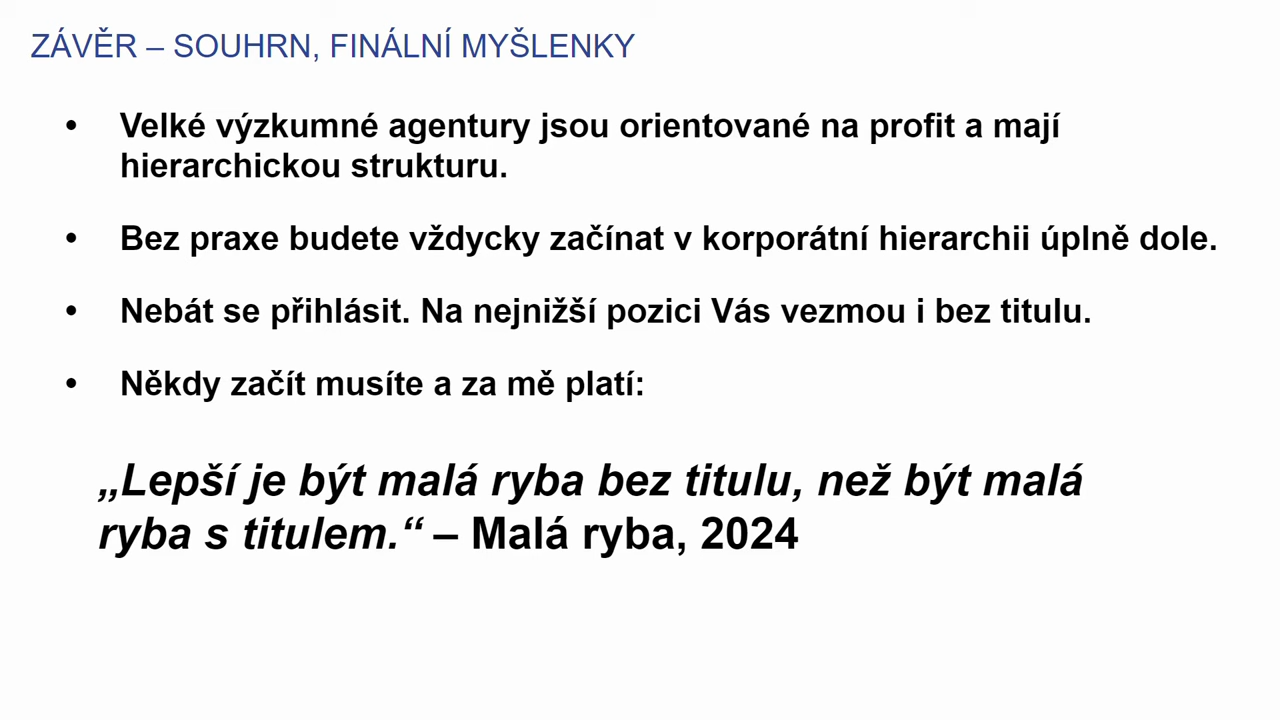 ZÁVĚR – SOUHRN, FINÁLNÍ MYŠLENKY
• Velké výzkumné agentury jsou orientované na profit a mají
hierarchickou strukturu.
• Bez praxe budete vždycky začínat v korporátní hierarchii úplně dole.
• Nebát se přihlásit. Na nejnižší pozici Vás vezmou i bez titulu.
• Někdy začít musíte a za mě platí:
„Lepší je být malá ryba bez titulu, než být malá
ryba s titulem.“ – Malá ryba, 2024